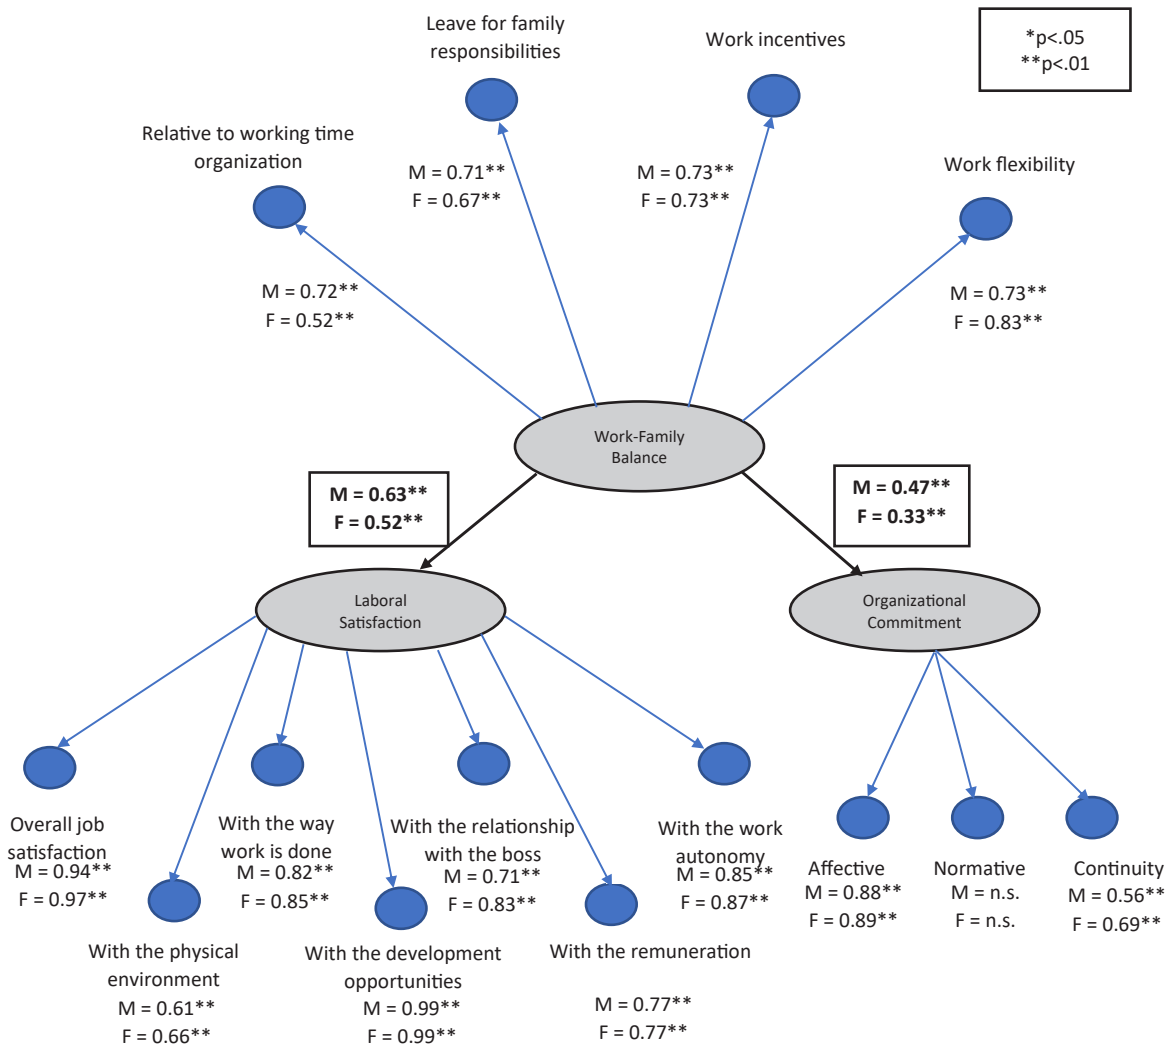 Leave for family
responsibilities
Work incentives
*p<.05
**p<.01
Relative to working time
organization
M = 0.71**
F = 0.67**
M = 0.73**
F = 0.73**
Work flexibility
M = 0.72**
F = 0.52**
M = 0.73**
F = 0.83**
Work-Family
Balance
M = 0.63**
F = 0.52**
M = 0.47**
F = 0.33**
Laboral
Satisfaction
Organizational
Commitment
Overall job
satisfaction
M = 0.94**
F = 0.97**
With the way
work is done
M = 0.82**
F = 0.85**
With the relationship
with the boss
M = 0.71**
F = 0.83**
With the work
autonomy
M = 0.85**
F = 0.87**
Affective
M = 0.88**
F = 0.89**
Normative
M = n.s.
F = n.s.
Continuity
M = 0.56**
F = 0.69**
With the physical
environment
M = 0.61**
F = 0.66**
With the development
opportunities
M = 0.99**
F = 0.99**
With the remuneration
M = 0.77**
F = 0.77**